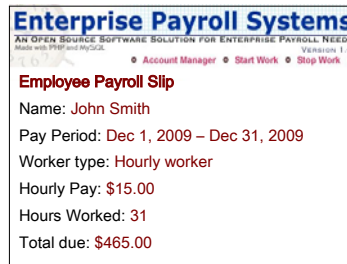 Enterprise Payroll Systems
AN OPEN SOURCE SOFTWARE SOLUTION FOR ENTERPRISE PAYROLL NEED
Made with PHP and MySQL
VERSION 1.
Account Manager Start Work Stop Work
Employee Payroll Slip
Name: John Smith
Pay Period: Dec 1, 2009 – Dec 31, 2009
Worker type: Hourly worker
Hourly Pay: $15.00
Hours Worked: 31
Total due: $465.00